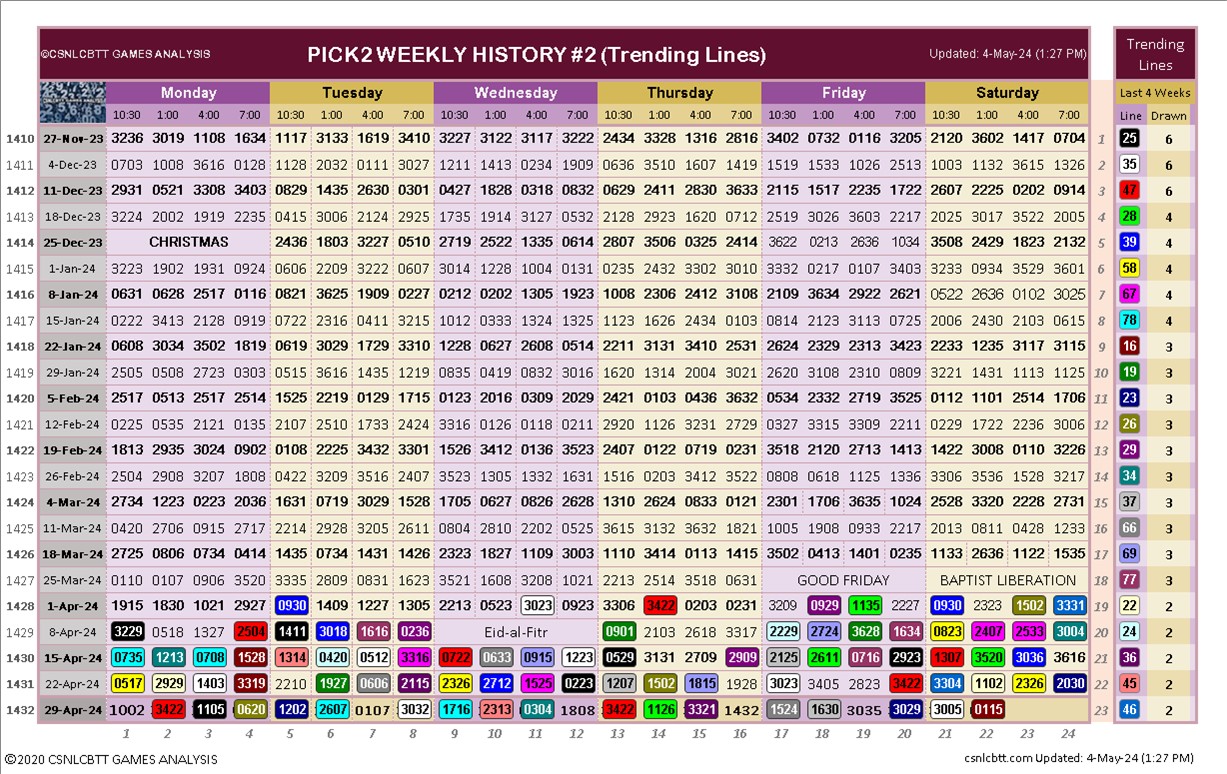 ©CSNLCBTT GAMES ANALYSIS PICK2 WEEKLY HISTORY #2 (Trending Lines) Updated: 4-May-24 (1:27 PM) Trending Lines
Monday Tuesday Wednesday Thursday Friday Saturday Last 4 Weeks
10:30 1:00 4:00 7:00 10:30 1:00 4:00 7:00 10:30 1:00 4:00 7:00 10:30 1:00 4:00 7:00 10:30 1:00 4:00 7:00 10:30 1:00 4:00 7:00 Line Drawn
1410 27-Nov-23 3236 3019 1108 1634 1117 3133 1619 3410 3227 3122 3117 3222 2434 3328 1316 2816 3402 0732 0116 3205 2120 3602 1417 0704 1 25 6
1411 4-Dec-23 0703 1008 3616 0128 1128 2032 0111 3027 1211 1413 0234 1909 0636 3510 1607 1419 1519 1533 1026 2513 1003 1132 3615 1326 2 35 6
1412 11-Dec-23 2931 0521 3308 3403 0829 1435 2630 0301 0427 1828 0318 0832 0629 2411 2830 3633 2115 1517 2235 1722 2607 2225 0202 0914 3 47 6
1413 18-Dec-23 3224 2002 1919 2235 0415 3006 2124 2925 1735 1914 3127 0532 2128 2923 1620 0712 2519 3026 3603 2217 2025 3017 3522 2005 4 28 4
1414 25-Dec-23 CHRISTMAS 2436 1803 3227 0510 2719 2522 1335 0614 2807 3506 0325 2414 3622 0213 2636 1034 3508 2429 1823 2132 5 39 4
1415 1-Jan-24 3223 1902 1931 0924 0606 2209 3222 0607 3014 1228 1004 0131 0235 2432 3302 3010 3332 0217 0107 3403 3233 0934 3529 3601 6 58 4
1416 8-Jan-24 0631 0628 2517 0116 0821 3625 1909 0227 0212 0202 1305 1923 1008 2306 2412 3108 2109 3634 2922 2621 0522 2636 0102 3025 7 67 4
1417 15-Jan-24 0222 3413 2128 0919 0722 2316 0411 3215 1012 0333 1324 1325 1123 1626 2434 0103 0814 2123 3113 0725 2006 2430 2103 0615 8 78 4
1418 22-Jan-24 0608 3034 3502 1819 0619 3029 1729 3310 1228 0627 2608 0514 2211 3131 3410 2531 2624 2329 2313 3423 2233 1235 3117 3115 9 16 3
1419 29-Jan-24 2505 0508 2723 0303 0515 3616 1435 1219 0835 0419 0832 3016 1620 1314 2004 3021 2620 3108 2310 0809 3221 1431 1113 1125 10 19 3
1420 5-Feb-24 2517 0513 2517 2514 1525 2219 0129 1715 0123 2016 0309 2029 2421 0103 0436 3632 0534 2332 2719 3525 0112 1101 2514 1706 11 23 3
1421 12-Feb-24 0225 0535 2121 0135 2107 2510 1733 2424 3316 0126 0118 0211 2920 1126 3231 2729 0327 3315 3309 2211 0229 1722 2236 3006 12 26 3
1422 19-Feb-24 1813 2935 3024 0902 0108 2225 3432 3301 1526 3412 0136 3523 2407 0122 0719 0231 3518 2120 2713 1413 1422 3008 0110 3226 13 29 3
1423 26-Feb-24 2504 2908 3207 1808 0422 3209 3516 2403 3523 1305 1332 1631 1516 0203 3412 3522 0808 0618 1125 1336 3306 3536 1528 3217 14 34 3
1424 4-Mar-24 2734 1223 0223 2036 1631 0719 3029 1523 1705 0627 0826 2628 1310 2624 0833 0121 2301 1706 3635 1024 2528 3320 2228 2731 15 37 3
1425 11-Mar-24 0420 2706 0915 2717 2214 2928 3205 2611 0804 2810 2202 0525 3615 3132 3632 1821 1005 1908 0933 2217 2013 0811 0428 1233 16 66 3
1426 18-Mar-24 2725 0806 0734 0414 1435 0734 1431 1426 2323 1827 1109 3003 1110 3414 0113 1415 3502 0413 1401 0235 1133 2636 1122 1535 17 69 3
1427 25-Mar-24 0110 0107 0906 3520 3335 2809 0831 1623 3521 1608 3208 1021 2213 2514 3518 0631 GOOD FRIDAY BAPTIST LIBERATION 18 77 3
1428 1-Apr-24 1915 1830 1021 2927 0930 1409 1227 1305 2213 0523 3023 0923 3306 3422 0203 0231 3209 0929 1135 2227 0930 2323 1502 3331 19 22 2
1429 8-Apr-24 3229 0518 1327 2504 1411 3018 1616 0236 Eid-al-Fitr 0901 2103 2618 3317 2229 2724 3628 1634 0823 2407 2533 3004 20 24 2
1430 15-Apr-24 0735 1213 0708 1528 1314 0420 0512 3316 0722 0633 0915 1223 0529 3131 2709 2909 2125 2611 0716 2923 1307 3520 3036 3616 21 36 2
1431 22-Apr-24 0517 2929 1403 3319 2210 1927 0606 2115 2326 2712 1525 0223 1207 1502 1815 1928 3023 3405 2823 3422 3304 1102 2326 2030 22 45 2
1432 29-Apr-24 1002 3422 1105 0620 1202 2607 0107 3032 1716 2313 0304 1808 3422 1126 3321 1432 1524 1630 3035 3029 3005 0115 23 46 2
1 2 3 4 5 6 7 8 9 10 11 12 13 14 15 16 17 18 19 20 21 22 23 24
©2020 CSNLCBTT GAMES ANALYSIS csnlcbtt.com Updated: 4-May-24 (1:27 PM)